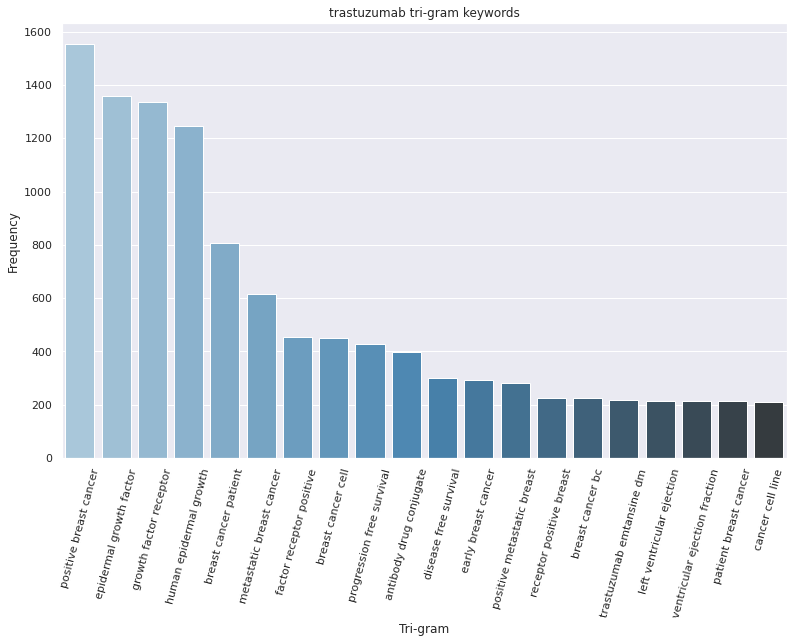 trastuzumab tri-gram keywords
1600
1400
1200
1000
800
600
400
200
0
Frequency
positive breast cancer
epidermal growth factor
growth factor receptor
human epidermal growth
breast cancer patient
metastatic breast cancer
factor receptor positive
breast cancer cell
progression free survival
antibody drug conjugate
disease free survival
early breast cancer
positive metastatic breast
receptor positive breast
breast cancer bc
trastuzumab emtansine dm
left ventricular ejection
ventricular ejection fraction
patient breast cancer
cancer cell line
Tri-gram